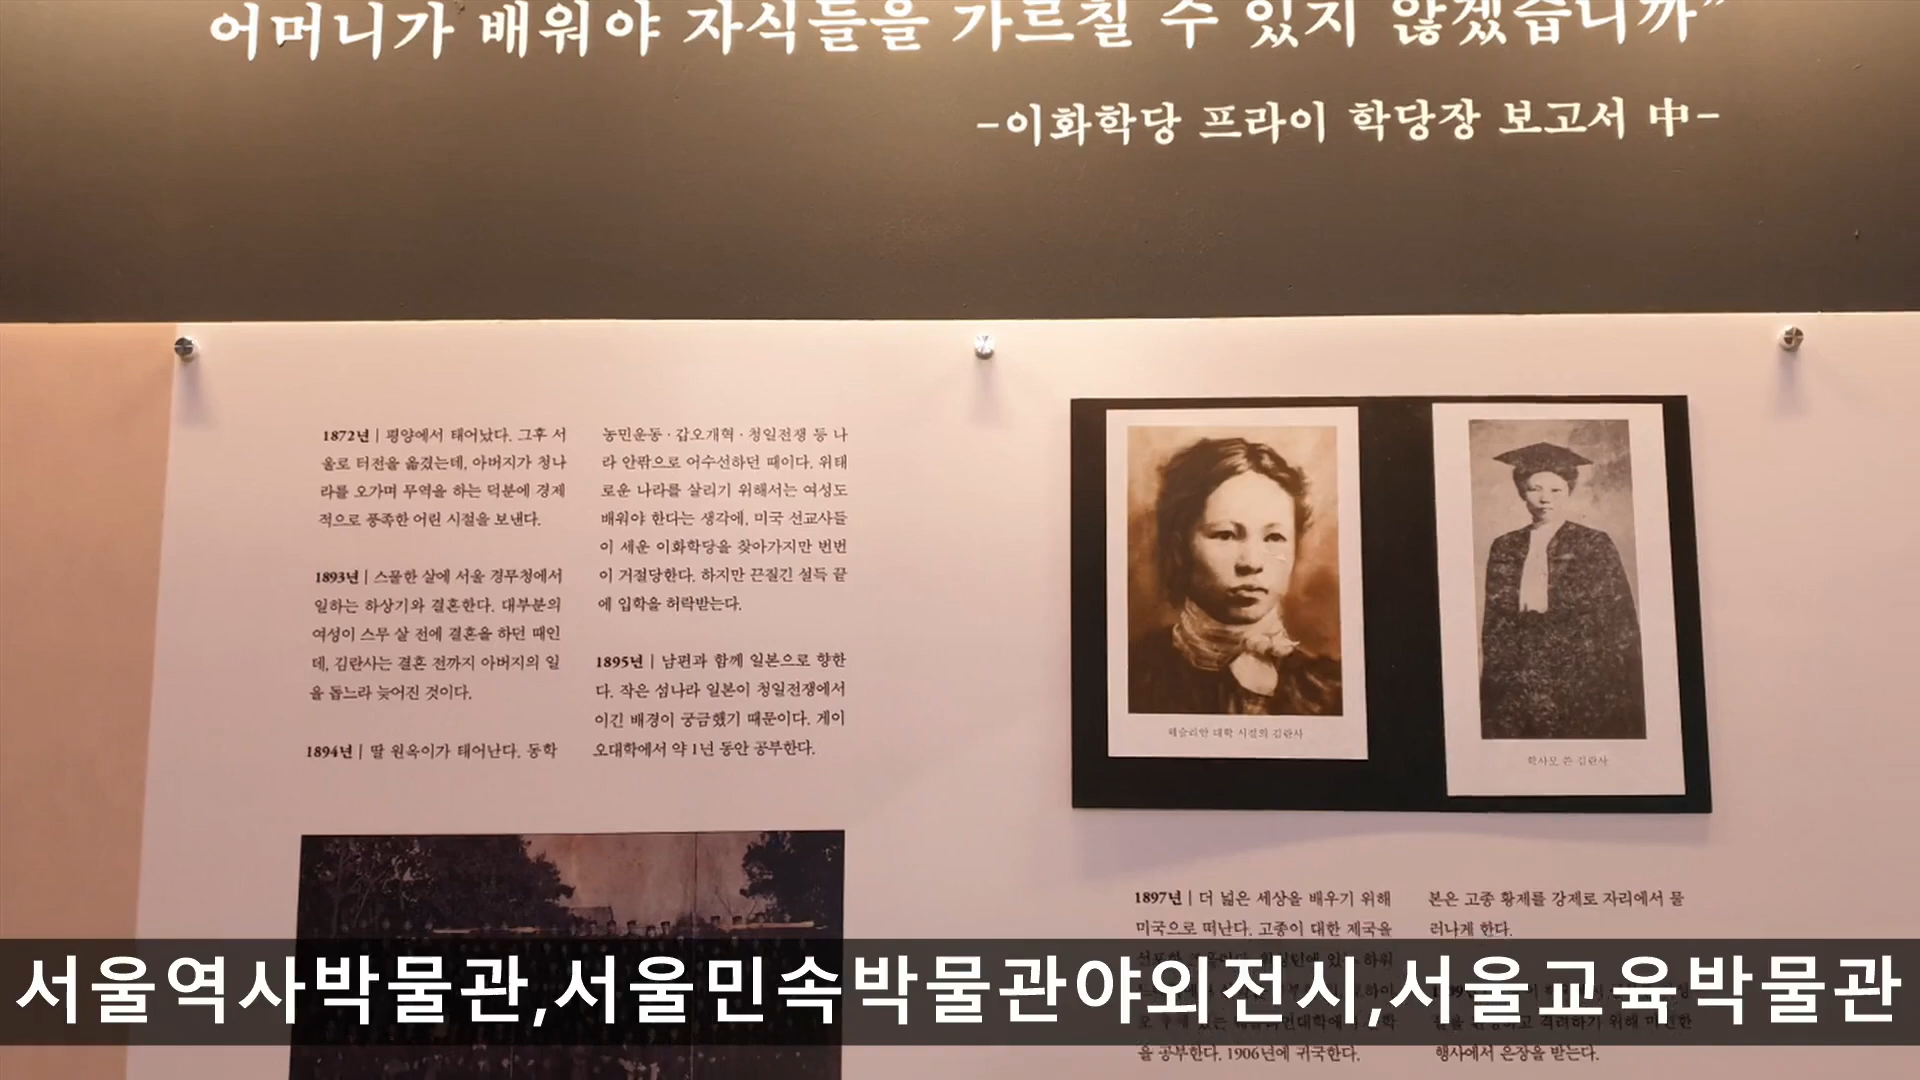 어머니가 배워야 자식들을 가르칠 수 있지 않겠습니까”
-이화학당 프라이 학당장 보고서 中-
1872년 | 평양에서 태어났다. 그후 서
울로 터전을 옮겼는데, 아버지가 청나
라를 오가며 무역을 하는 덕분에 경제
적으로 풍족한 어린 시절을 보낸다.
1893년 | 스물한 살에 서울 경무청에서
일하는 하상기와 결혼한다. 대부분의
여성이 스무 살 전에 결혼을 하던 때인
데, 김란사는 결혼 전까지 아버지의 일
을 돕느라 늦어진 것이다.
1894년 | 딸 원옥이가 태어난다. 동학
농민운동·갑오개혁·청일전쟁 등 나
라 안팎으로 어수선하던 때이다. 위태
로운 나라를 살리기 위해서는 여성도
배워야 한다는 생각에, 미국 선교사들
이 세운 이화학당을 찾아가지만 번번
이 거절당한다. 하지만 끈질긴 설득 끝
에 입학을 허락받는다.
1895년 | 남편과 함께 일본으로 향한
다. 작은 섬나라 일본이 청일전쟁에서
이긴 배경이 궁금했기 때문이다. 게이
오대학에서 약 1년 동안 공부한다.
웨슬리안 대학 시절의 김란사
학사모 쓴 김란사
1897년 | 더 넓은 세상을 배우기 위해
미국으로 떠난다. 고종이 대한 제국을
을 공부한다. 1906년에 귀국한다.
본은 고종 황제를 강제로 자리에서 물
러나게 한다.
행사에서 은장을 받는다.
서울역사박물관,서울민속박물관야외전시,서울교육박물관